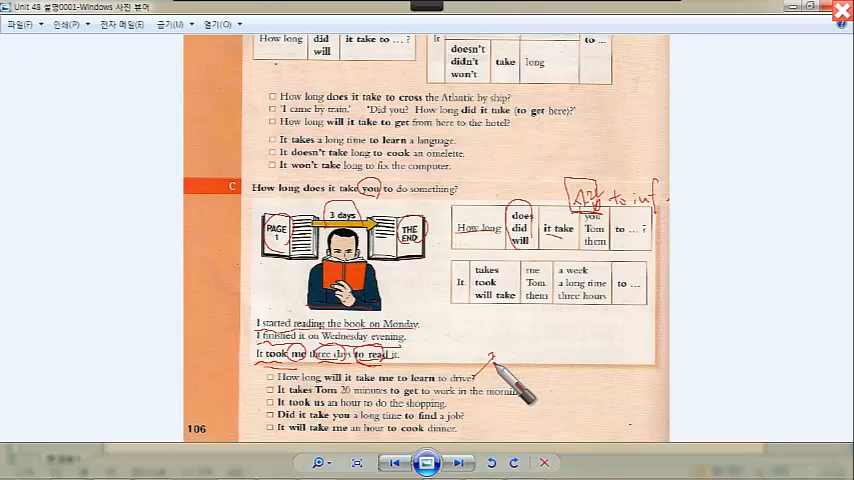 Unit 48 설명0001-Windows 사진 뷰어
파일(F) 인쇄(P) 전자 메일(E) 굽기(U) 열기(O)
How long did will it take to ... ?
It doesn't didn't won't take long to ...
□ How long does it take to cross the Atlantic by ship?
□ 'I came by train.' 'Did you? How long did it take (to get here)?'
□ How long will it take to get from here to the hotel?
□ It takes a long time to learn a language.
□ It doesn't take long to cook an omelette.
□ It won't take long to fix the computer.
C How long does it take you to do something?
to inf.
PAGE 1
3 days
THE END
How long does did will it take you Tom them to ... ?
It takes took will take me Tom them a week a long time three hours to ...
I started reading the book on Monday.
I finished it on Wednesday evening.
It took me three days to read it.
□ How long will it take me to learn to drive?
□ It takes Tom 20 minutes to get to work in the mornin
□ It took us an hour to do the shopping.
□ Did it take you a long time to find a job?
□ It will take me an hour to cook dinner.
106